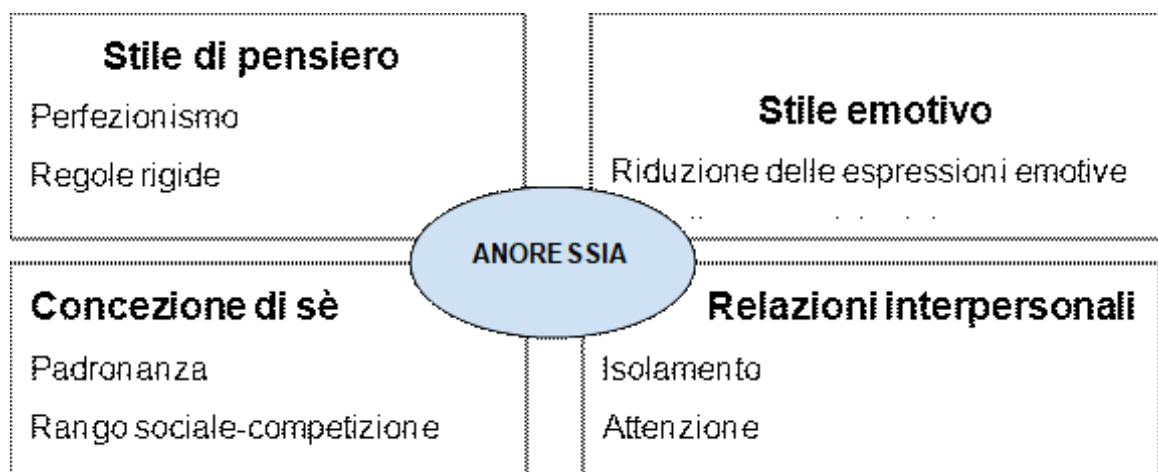 Stile di pensiero
Perfezionismo
Regole rigide
Stile emotivo
Riduzione delle espressioni emotive
ANORESSIA
Concezione di sè
Padronanza
Rango sociale-competizione
Relazioni interpersonali
Isolamento
Attenzione